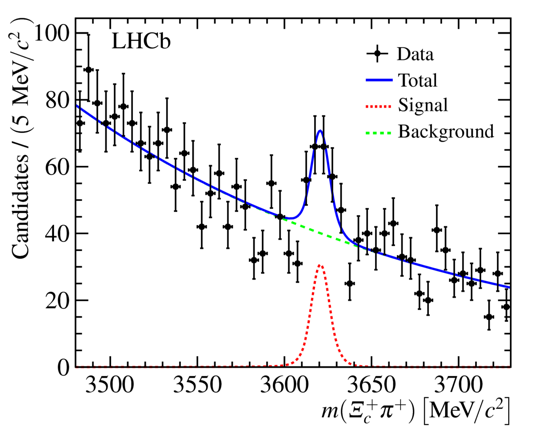 LHCb
Data
Total
Signal
Background
Candidates / (5 MeV/c²)
100
80
60
40
20
0
3500 3550 3600 3650 3700
m(Ξc⁺π⁺) [MeV/c²]